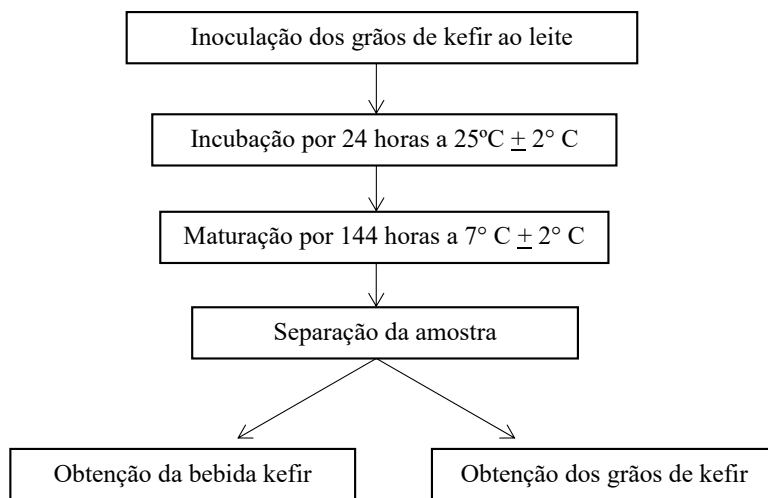 Inoculação dos grãos de kefir ao leite
Incubação por 24 horas a 25ºC ± 2° C
Maturação por 144 horas a 7° C ± 2° C
Separação da amostra
Obtenção da bebida kefir
Obtenção dos grãos de kefir